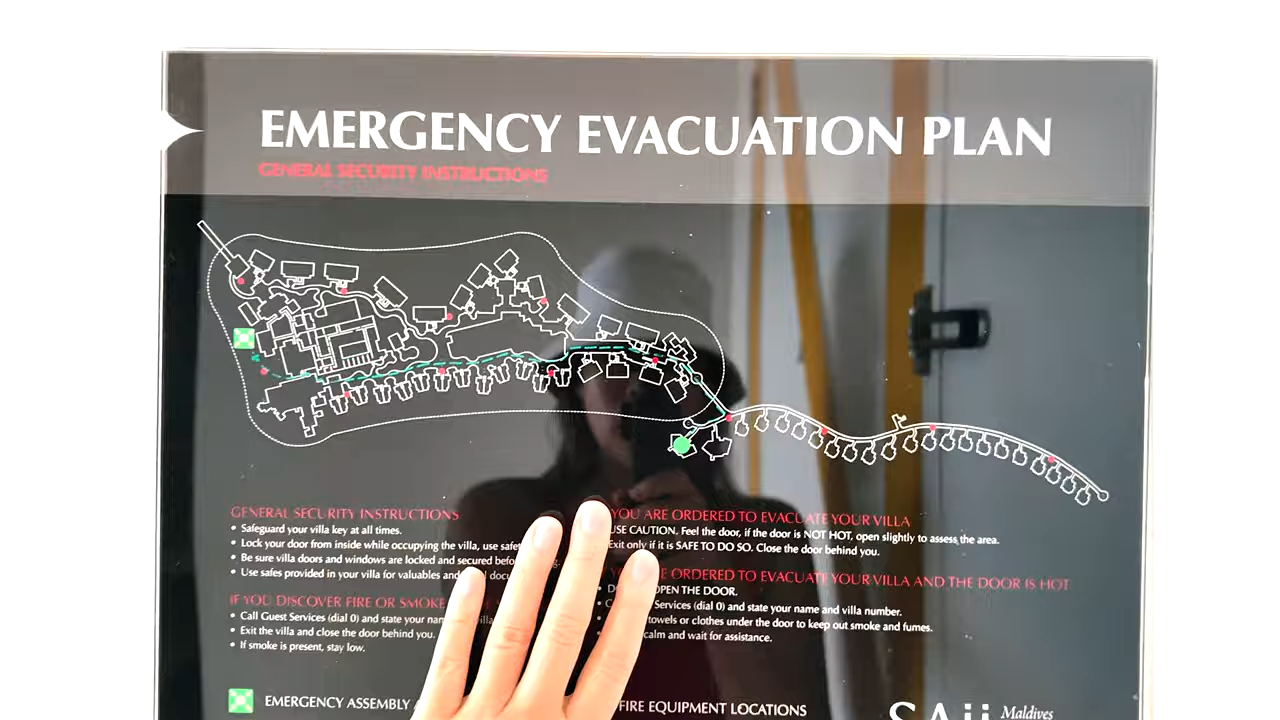 EMERGENCY EVACUATION PLAN
GENERAL SECURITY INSTRUCTIONS
GENERAL SECURITY INSTRUCTIONS
• Safeguard your villa key at all times.
• Lock your door from inside while occupying the villa, use
• Be sure villa doors and windows are locked and secured
• Use safes provided in your villa for valuables and
IF YOU DISCOVER FIRE OR SMOKE
• Call Guest Services (dial 0) and state your
• Exit the villa and close the door behind you.
• If smoke is present, stay low.
YOU ARE ORDERED TO EVACUATE YOUR VILLA
USE CAUTION. Feel the door, if the door is NOT HOT, open slightly to assess the area.
Exit only if it is SAFE TO DO SO. Close the door behind you.
ORDERED TO EVACUATE YOUR VILLA AND THE DOOR IS HOT
OPEN THE DOOR.
Services (dial 0) and state your name and villa number.
towels or clothes under the door to keep out smoke and fumes.
calm and wait for assistance.
EMERGENCY ASSEMBLY
FIRE EQUIPMENT LOCATIONS
SAii Maldives